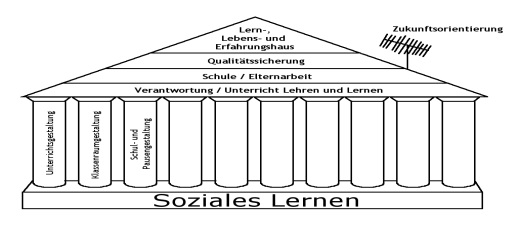 Lern-,
Lebens- und
Erfahrungshaus
Zukunftsorientierung
Qualitätssicherung
Schule / Elternarbeit
Verantwortung / Unterricht Lehren und Lernen
Unterrichtsgestaltung
Klassenraumgestaltung
Schul- und
Pausengestaltung
Soziales Lernen